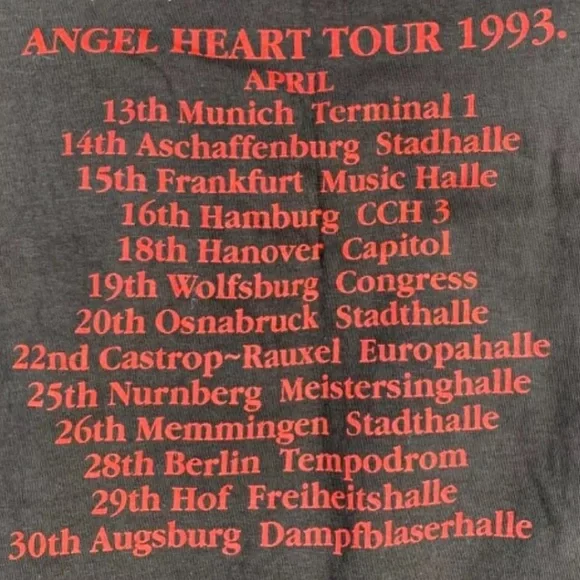 ANGEL HEART TOUR 1993.
APRIL
13th Munich Terminal 1
14th Aschaffenburg Stadhalle
15th Frankfurt Music Halle
16th Hamburg CCH 3
18th Hanover Capitol
19th Wolfsburg Congress
20th Osnabruck Stadthalle
22nd Castrop~Rauxel Europahalle
25th Nurnberg Meistersinghalle
26th Memmingen Stadthalle
28th Berlin Tempodrom
29th Hof Freiheitshalle
30th Augsburg Dampfblaserhalle